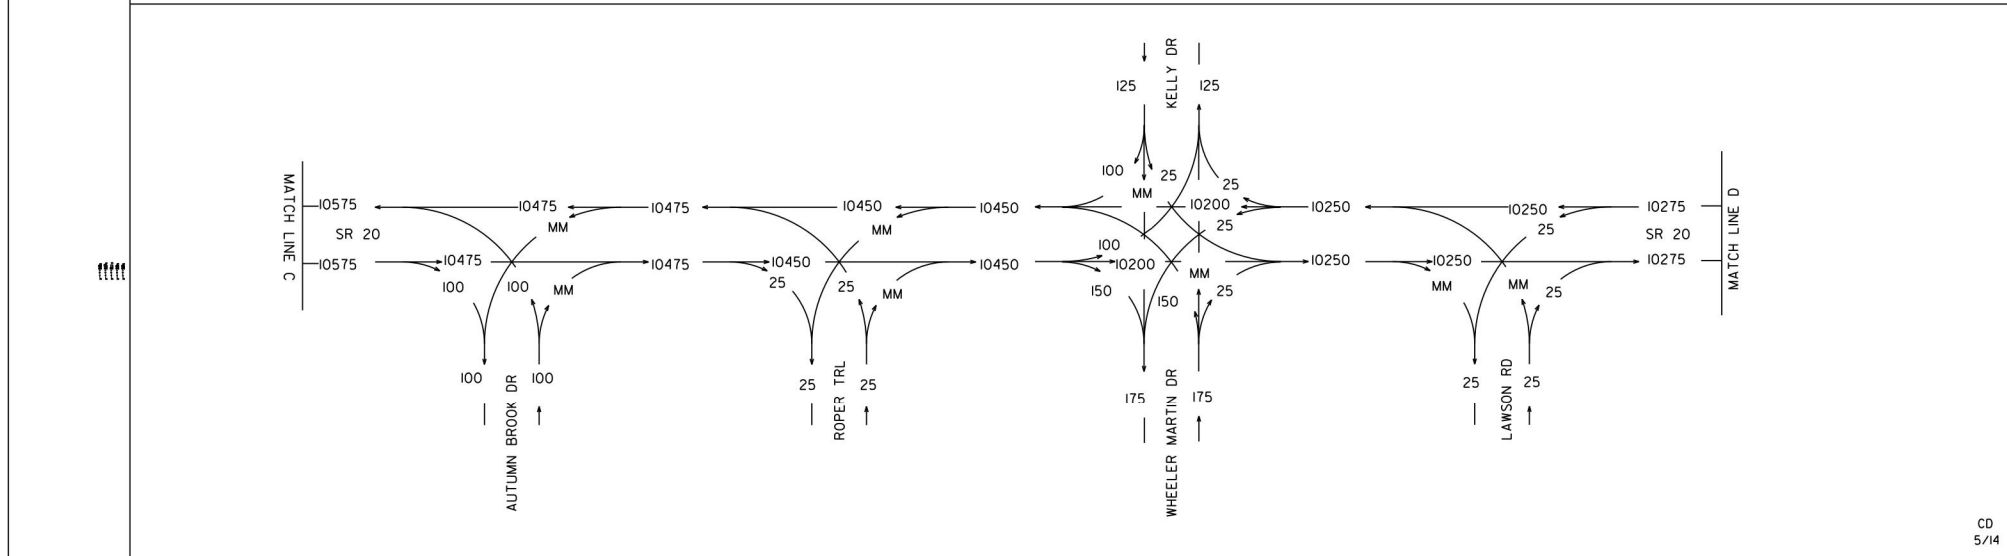 KELLY DR
125
125
100
25
25
MM
MATCH LINE C
10575
10475
MM
10475
10450
MM
10450
10200
25
10250
10250
25
10275
MATCH LINE D
SR 20
SR 20
10575
10475
100
100
MM
10475
10450
25
25
MM
10450
100
10200
150
150
MM
25
10250
10250
MM
MM
25
10275
100
100
AUTUMN BROOK DR
25
25
ROPER TRL
175
175
WHEELER MARTIN DR
25
25
LAWSON RD
CD
5/14